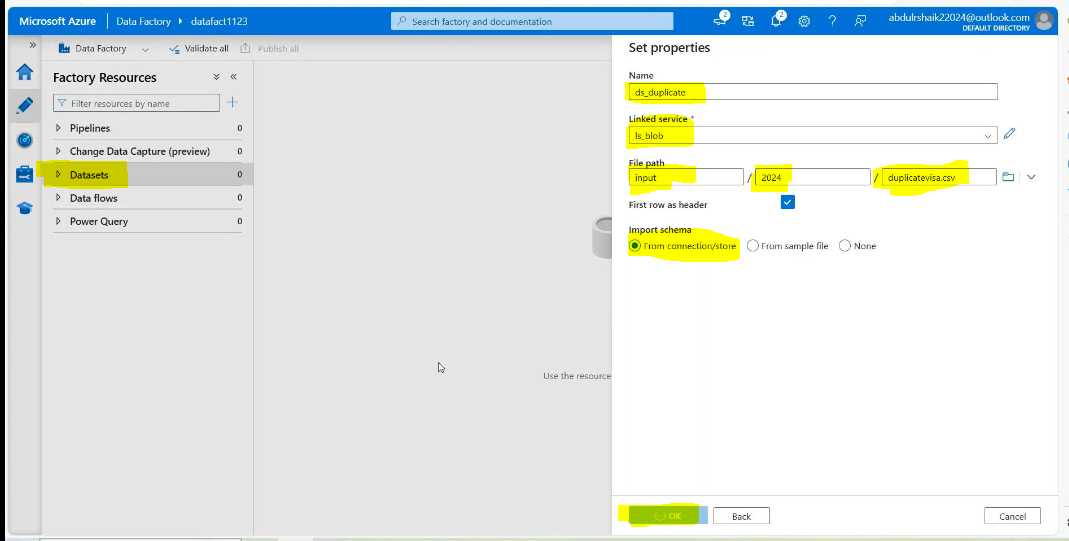 Microsoft Azure | Data Factory ▸ datafact1123
Search factory and documentation
2
2
abdulrshaik22024@outlook.com
DEFAULT DIRECTORY
Data Factory
Validate all
Publish all
Factory Resources
Filter resources by name
Pipelines 0
Change Data Capture (preview) 0
Datasets 0
Data flows 0
Power Query 0
Use the resource
Set properties
Name
ds_duplicate
Linked service *
ls_blob
File path
input / 2024 / duplicatevisa.csv
First row as header
Import schema
From connection/store From sample file None
OK Back Cancel